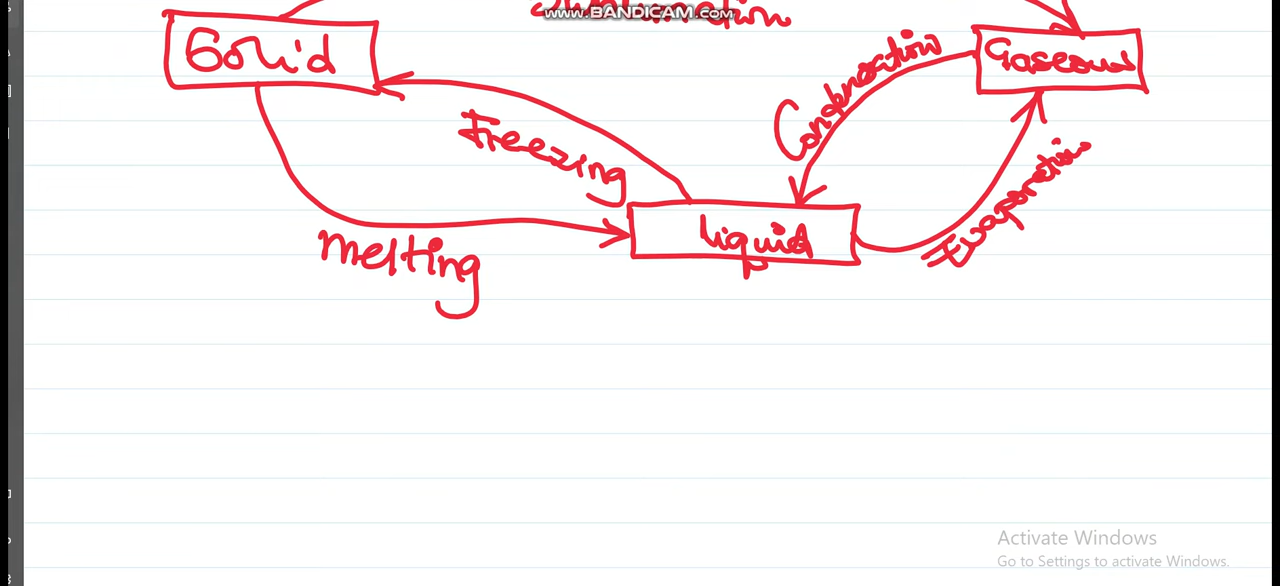 www.BANDICAM.com
Solid
Gaseous
Condensation
Freezing
Evaporation
liquid
melting
Activate Windows
Go to Settings to activate Windows.